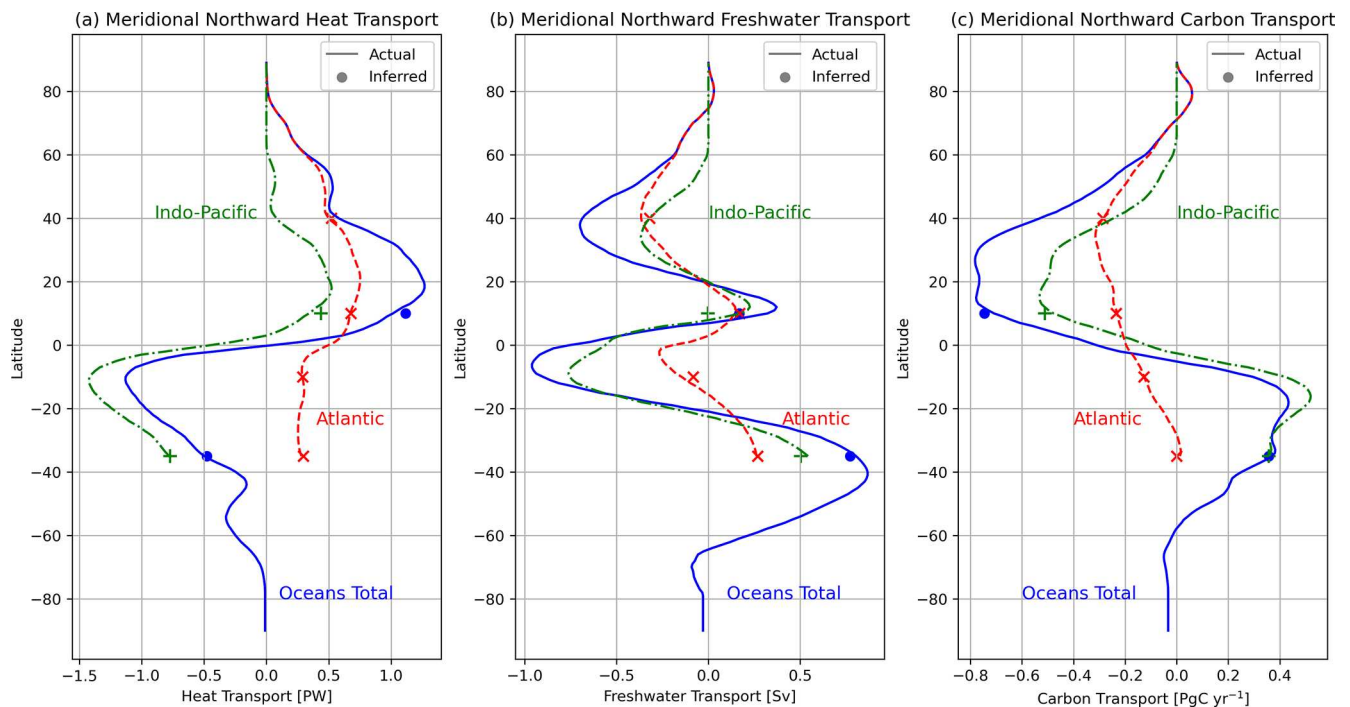 (a) Meridional Northward Heat Transport
Actual
Inferred
Indo-Pacific
Atlantic
Oceans Total
80
60
40
20
0
−20
−40
−60
−80
Latitude
−1.5 −1.0 −0.5 0.0 0.5 1.0
Heat Transport [PW]
(b) Meridional Northward Freshwater Transport
Actual
Inferred
Indo-Pacific
Atlantic
Oceans Total
80
60
40
20
0
−20
−40
−60
−80
Latitude
−1.0 −0.5 0.0 0.5
Freshwater Transport [Sv]
(c) Meridional Northward Carbon Transport
Actual
Inferred
Indo-Pacific
Atlantic
Oceans Total
80
60
40
20
0
−20
−40
−60
−80
Latitude
−0.8 −0.6 −0.4 −0.2 0.0 0.2 0.4
Carbon Transport [PgC yr⁻¹]